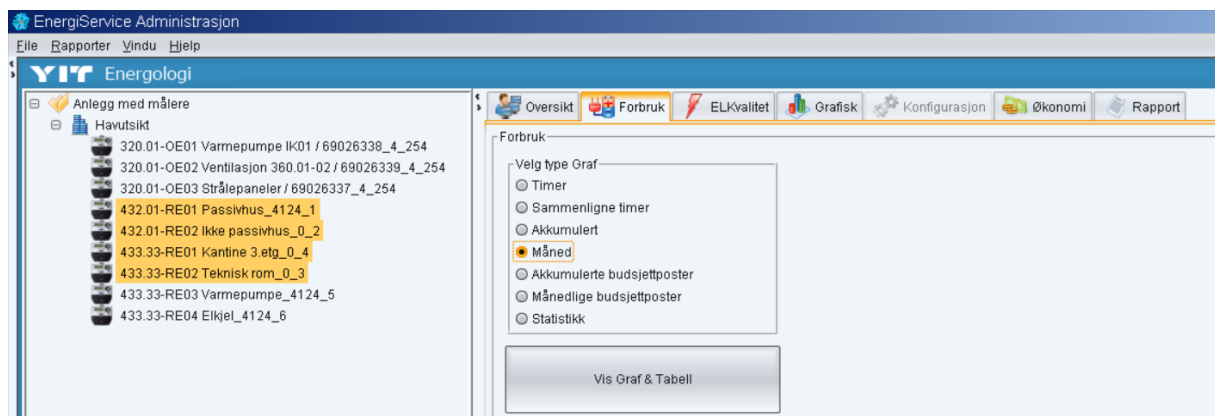 EnergiService Administrasjon
File Rapporter Vindu Hjelp
YIT Energologi
Anlegg med målere
Havutsikt
320.01-OE01 Varmepumpe IK01 / 69026338_4_254
320.01-OE02 Ventilasjon 360.01-02 / 69026339_4_254
320.01-OE03 Strålepaneler / 69026337_4_254
432.01-RE01 Passivhus_4124_1
432.01-RE02 Ikke passivhus_0_2
433.33-RE01 Kantine 3.etg_0_4
433.33-RE02 Teknisk rom_0_3
433.33-RE03 Varmepumpe_4124_5
433.33-RE04 Elkjel_4124_6
Oversikt Forbruk ELKvalitet Grafisk Konfigurasjon Økonomi Rapport
Forbruk
Velg type Graf
Timer
Sammenligne timer
Akkumulert
Måned
Akkumulerte budsjettposter
Månedlige budsjettposter
Statistikk
Vis Graf & Tabell